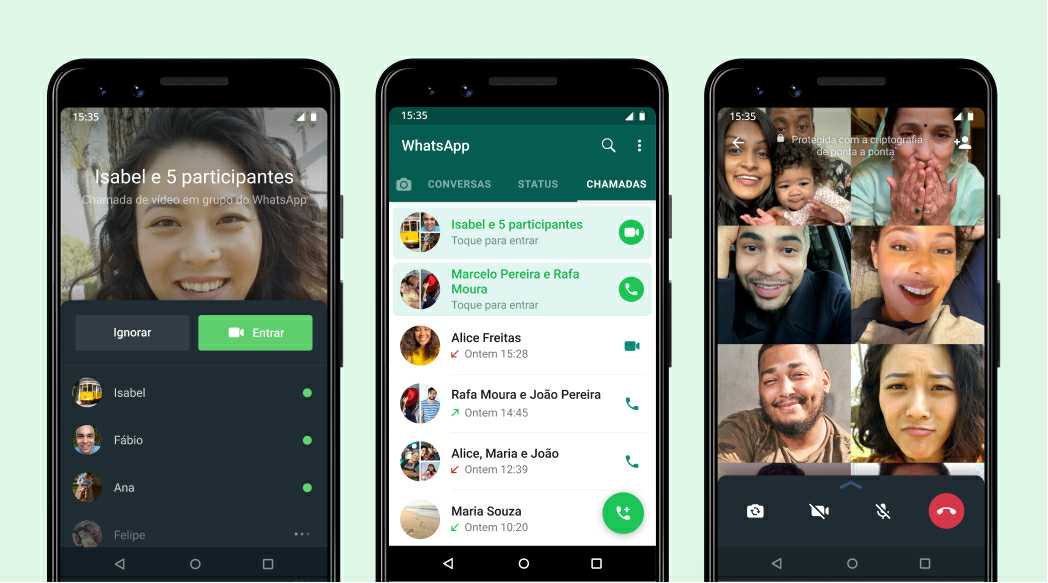 15:35
Isabel e 5 participantes
Chamada de vídeo em grupo do WhatsApp
Ignorar
Entrar
Isabel
Fábio
Ana
Felipe
15:35
WhatsApp
CONVERSAS STATUS CHAMADAS
Isabel e 5 participantes
Toque para entrar
Marcelo Pereira e Rafa
Moura
Toque para entrar
Alice Freitas
Ontem 15:28
Rafa Moura e João Pereira
Ontem 14:45
Alice, Maria e João
Ontem 12:39
Maria Souza
Ontem 10:20
15:35
Protegida com a criptografia
de ponta a ponta